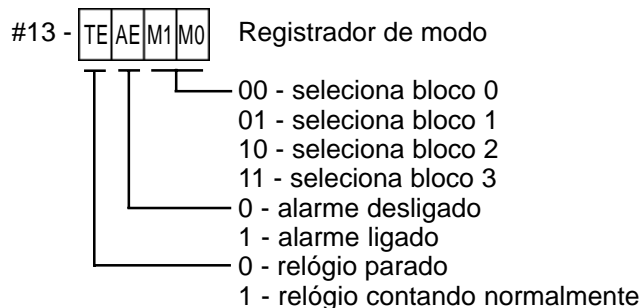 #13 - TE AE M1 M0 Registrador de modo
00 - seleciona bloco 0
01 - seleciona bloco 1
10 - seleciona bloco 2
11 - seleciona bloco 3
0 - alarme desligado
1 - alarme ligado
0 - relógio parado
1 - relógio contando normalmente